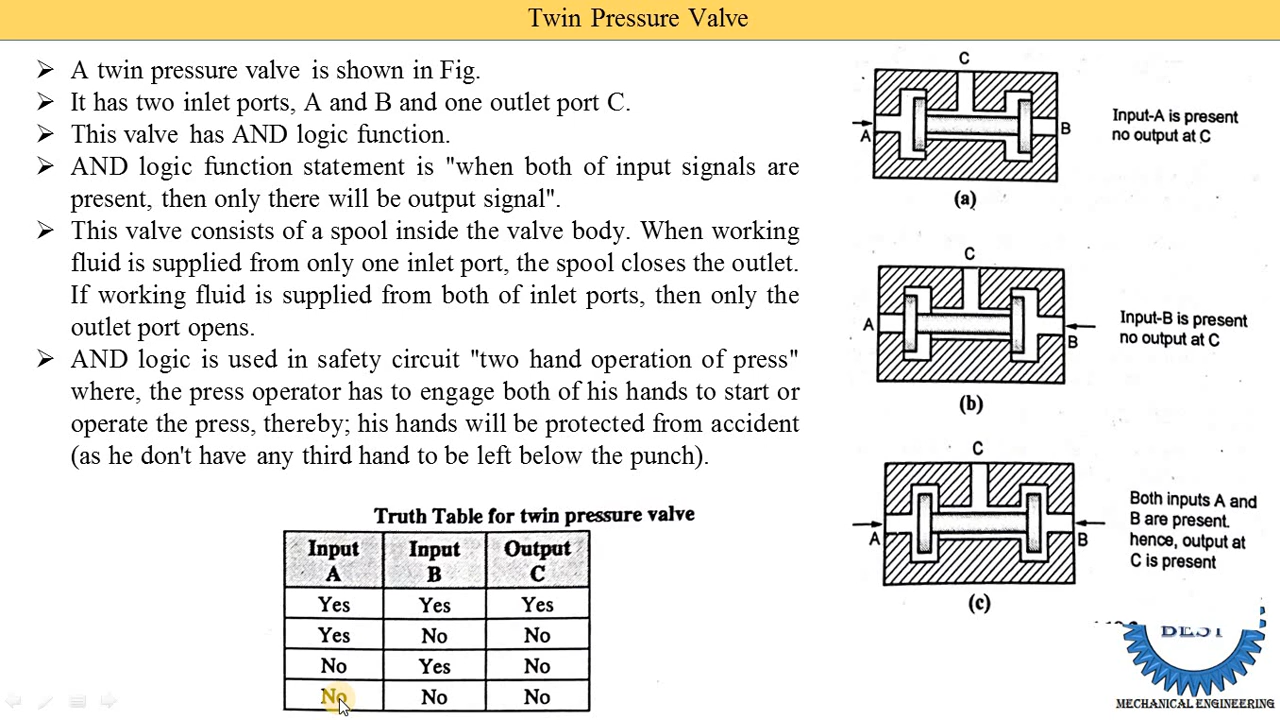 Twin Pressure Valve
➢ A twin pressure valve is shown in Fig.
➢ It has two inlet ports, A and B and one outlet port C.
➢ This valve has AND logic function.
➢ AND logic function statement is "when both of input signals are
present, then only there will be output signal".
➢ This valve consists of a spool inside the valve body. When working
fluid is supplied from only one inlet port, the spool closes the outlet.
If working fluid is supplied from both of inlet ports, then only the
outlet port opens.
➢ AND logic is used in safety circuit "two hand operation of press"
where, the press operator has to engage both of his hands to start or
operate the press, thereby; his hands will be protected from accident
(as he don't have any third hand to be left below the punch).
Truth Table for twin pressure valve
Input A Input B Output C
Yes Yes Yes
Yes No No
No Yes No
No No No
C
A
B
Input-A is present
no output at C
(a)
C
A
B
Input-B is present
no output at C
(b)
C
A
B
Both inputs A and
B are present.
hence, output at
C is present
(c)
MECHANICAL ENGINEERING